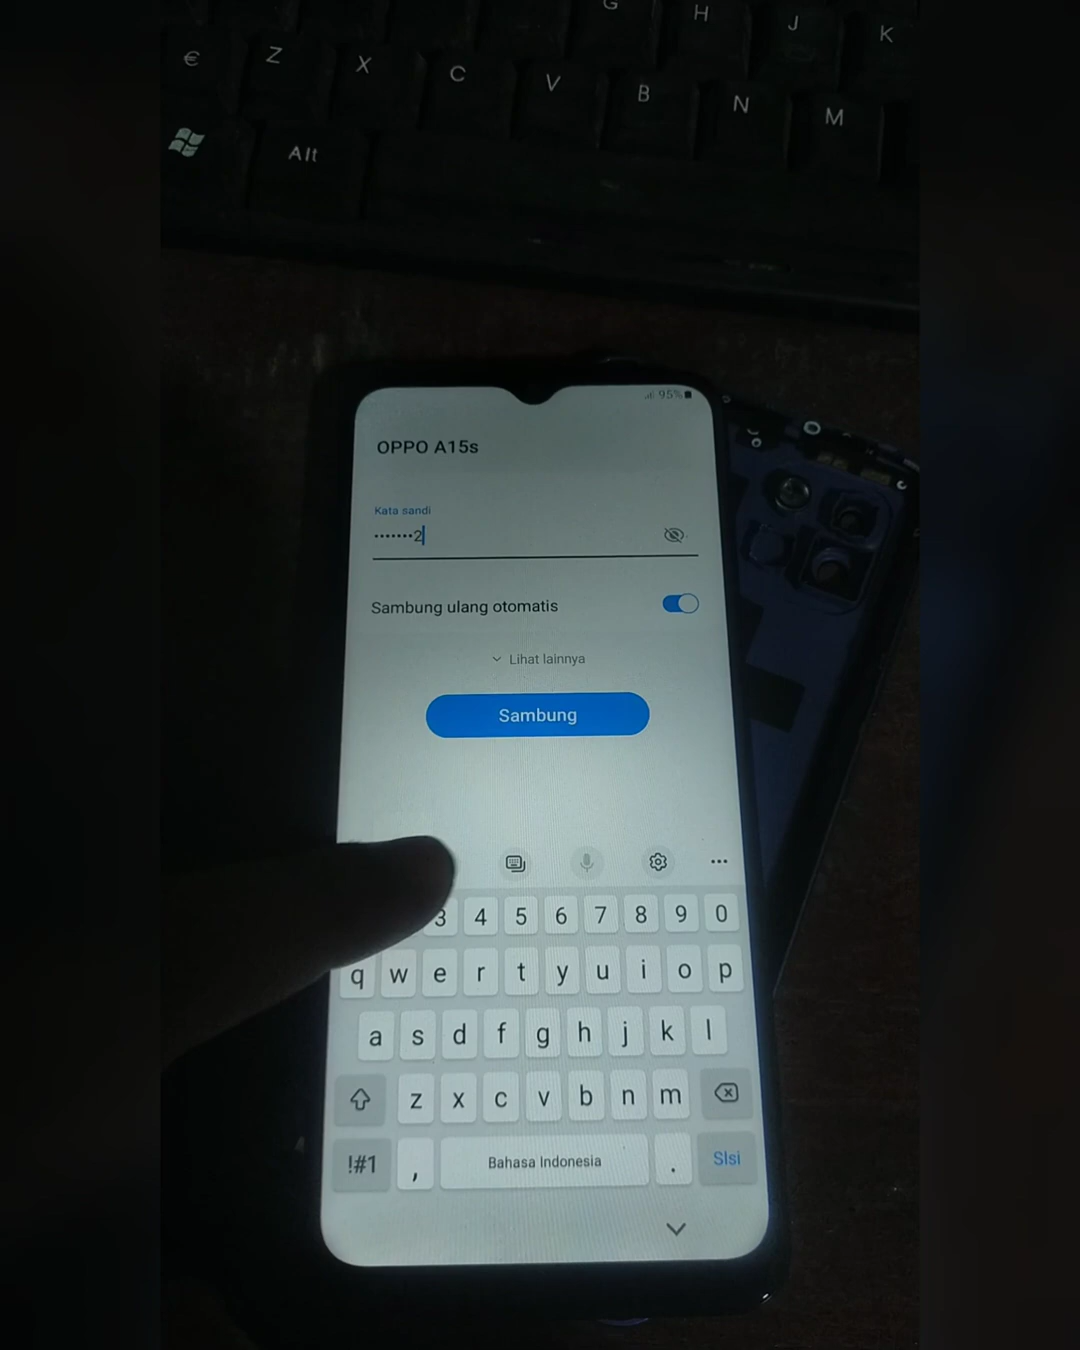 G H J K
€ Z X C V B N M
Alt
95%
OPPO A15s
Kata sandi
•••••••2
Sambung ulang otomatis
Lihat lainnya
Sambung
3 4 5 6 7 8 9 0
q w e r t y u i o p
a s d f g h j k l
z x c v b n m
!#1 , Bahasa Indonesia . Slsi